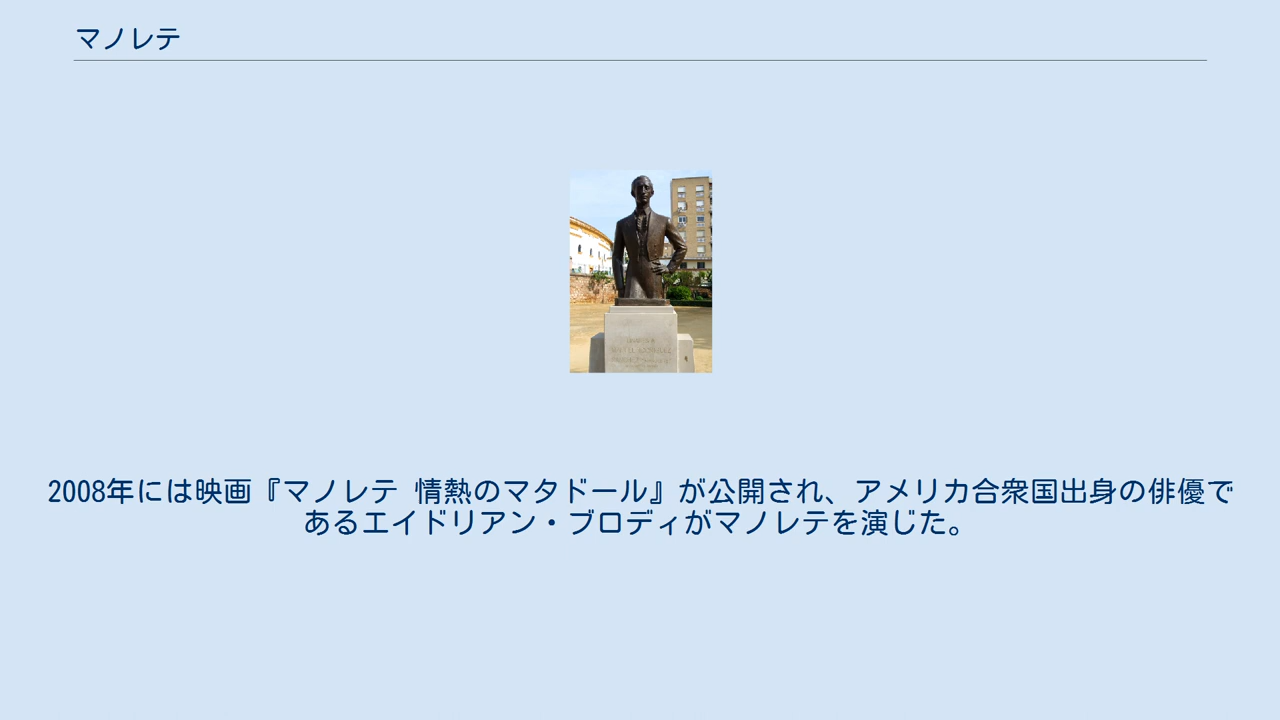 マノレテ
2008年には映画『マノレテ 情熱のマタドール』が公開され、アメリカ合衆国出身の俳優で
あるエイドリアン・ブロディがマノレテを演じた。